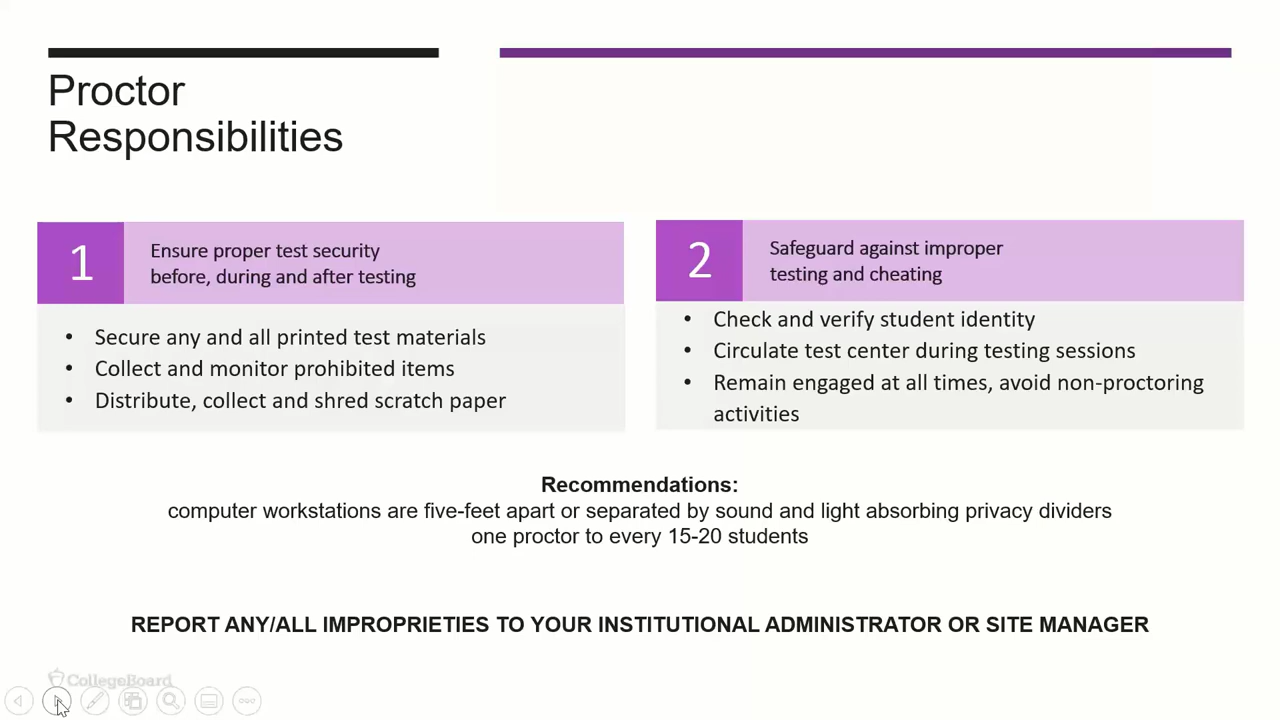 Proctor
Responsibilities
1
Ensure proper test security
before, during and after testing
• Secure any and all printed test materials
• Collect and monitor prohibited items
• Distribute, collect and shred scratch paper
2
Safeguard against improper
testing and cheating
• Check and verify student identity
• Circulate test center during testing sessions
• Remain engaged at all times, avoid non-proctoring
activities
Recommendations:
computer workstations are five-feet apart or separated by sound and light absorbing privacy dividers
one proctor to every 15-20 students
REPORT ANY/ALL IMPROPRIETIES TO YOUR INSTITUTIONAL ADMINISTRATOR OR SITE MANAGER
CollegeBoard